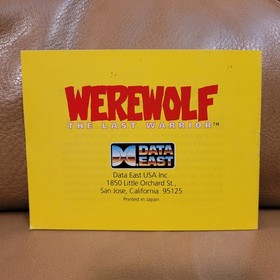 WEREWOLF
THE LAST WARRIOR™
DATA
EAST
Data East USA Inc.
1850 Little Orchard St.,
San Jose, California 95125
Printed in Japan